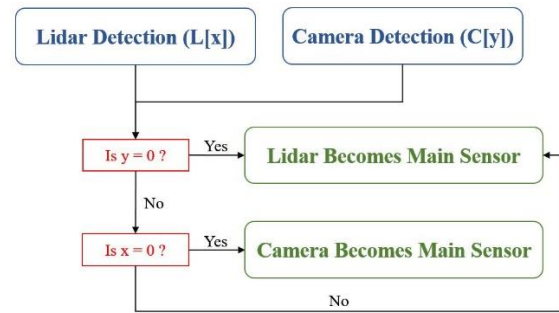 Lidar Detection (L[x])
Camera Detection (C[y])
Is y = 0 ?
Yes
Lidar Becomes Main Sensor
No
Is x = 0 ?
Yes
Camera Becomes Main Sensor
No